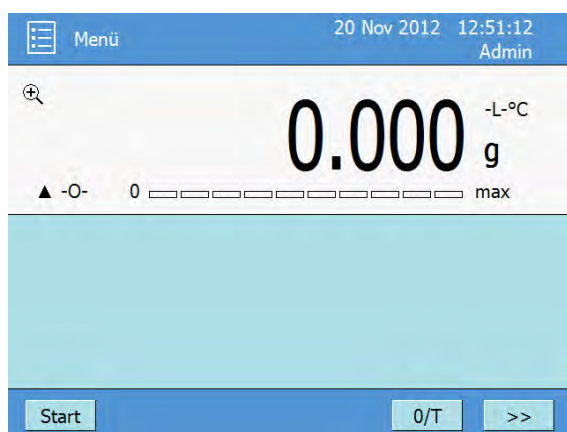 Menü
20 Nov 2012 12:51:12
Admin
0.000 g
-L-°C
▲ -O- 0 max
Start 0/T >>